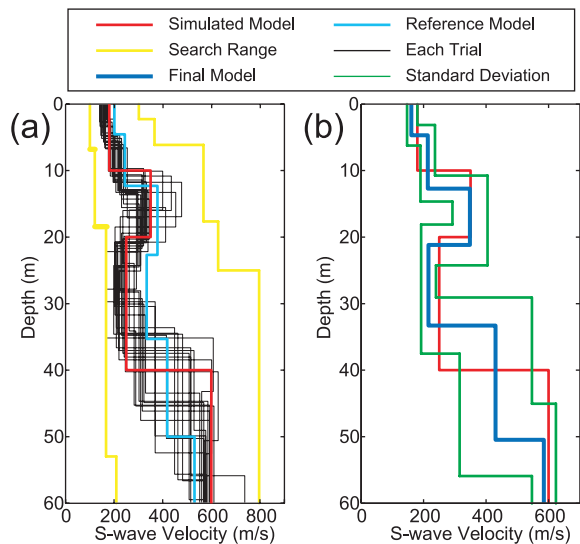 Simulated Model
Reference Model
Search Range
Each Trial
Final Model
Standard Deviation
(a)
(b)
0
10
20
30
40
50
60
Depth (m)
0
200
400
600
800
S-wave Velocity (m/s)
0
10
20
30
40
50
60
Depth (m)
0
200
400
600
S-wave Velocity (m/s)